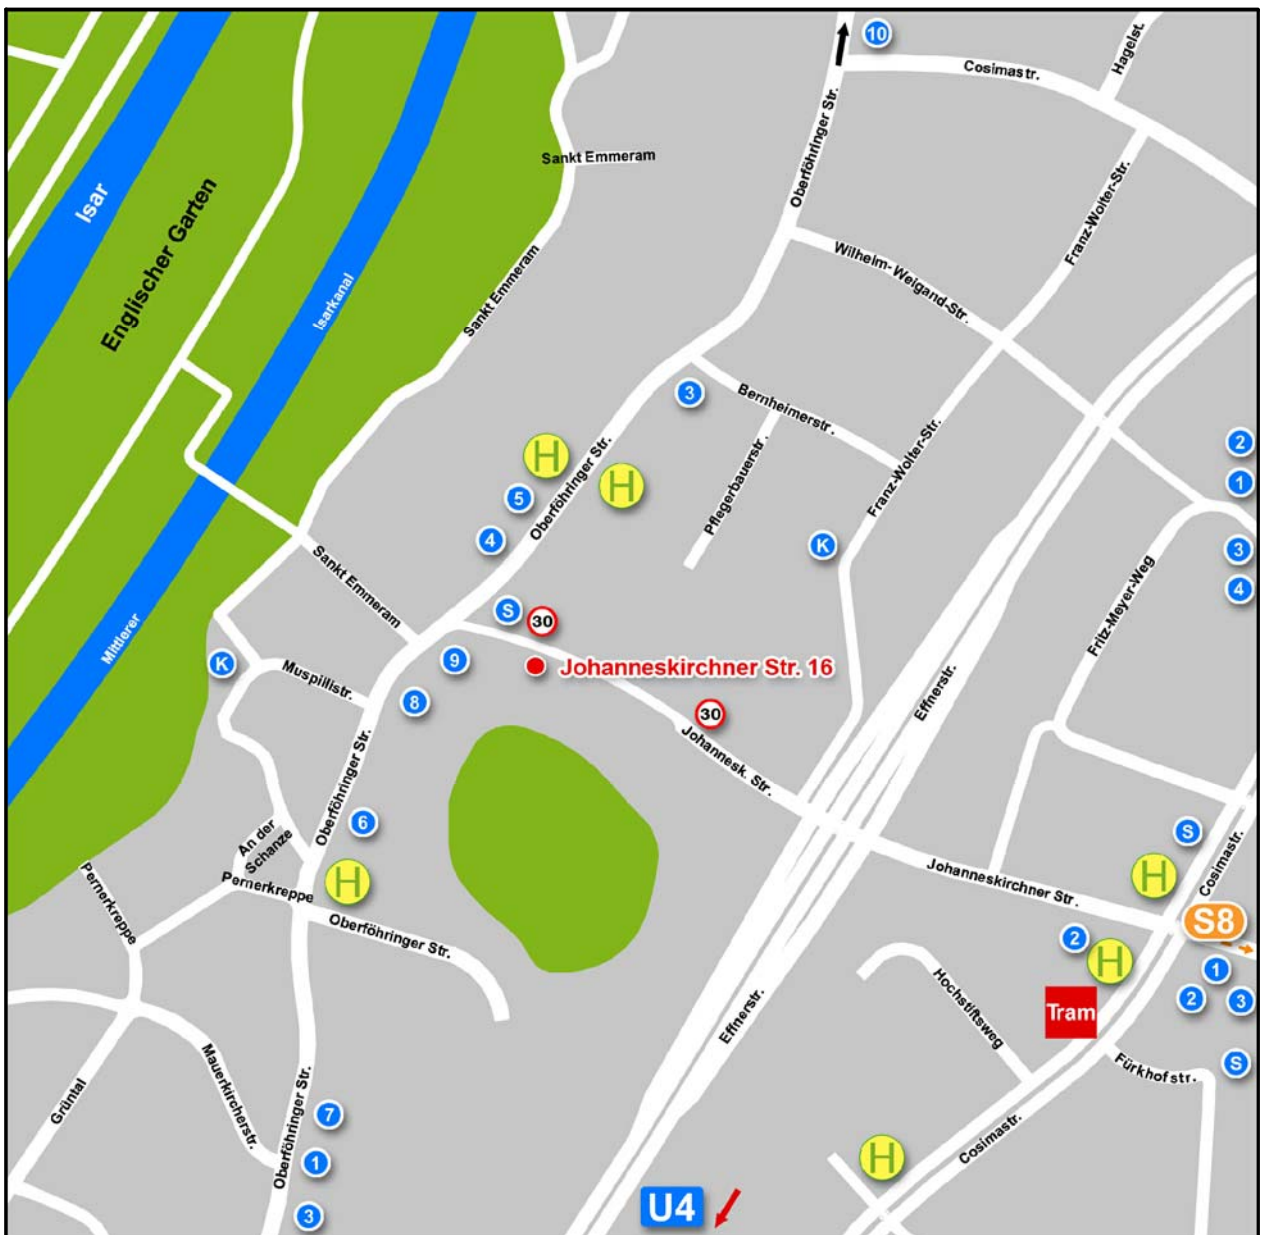 10
Cosimastr.
Hagelst.
Oberföhringer Str.
Sankt Emmeram
Isar
Englischer Garten
Franz-Wolter-Str.
Wilhelm-Weigand-Str.
Sankt Emmeram
Isarkanal
3
Bernheimerstr.
Pflegerbauerstr.
Franz-Wolter-Str.
2
1
3
4
H
H
5
4
Oberföhringer Str.
K
Sankt Emmeram
S
30
Fritz-Meyer-Weg
Mittlerer
K
Muspillistr.
9
8
Johanneskirchner Str. 16
30
Johannesk. Str.
Effnerstr.
Oberföhringer Str.
6
An der
Schanze
H
Pernerkreppe
Pernerkreppe
Oberföhringer Str.
Johanneskirchner Str.
S
H
Cosimastr.
S8
2
H
1
2
3
Tram
Hochstiftsweg
Effnerstr.
Fürkhofstr.
S
Grüntal
Mauerkircherstr.
Oberföhringer Str.
7
1
3
H
Cosimastr.
U4